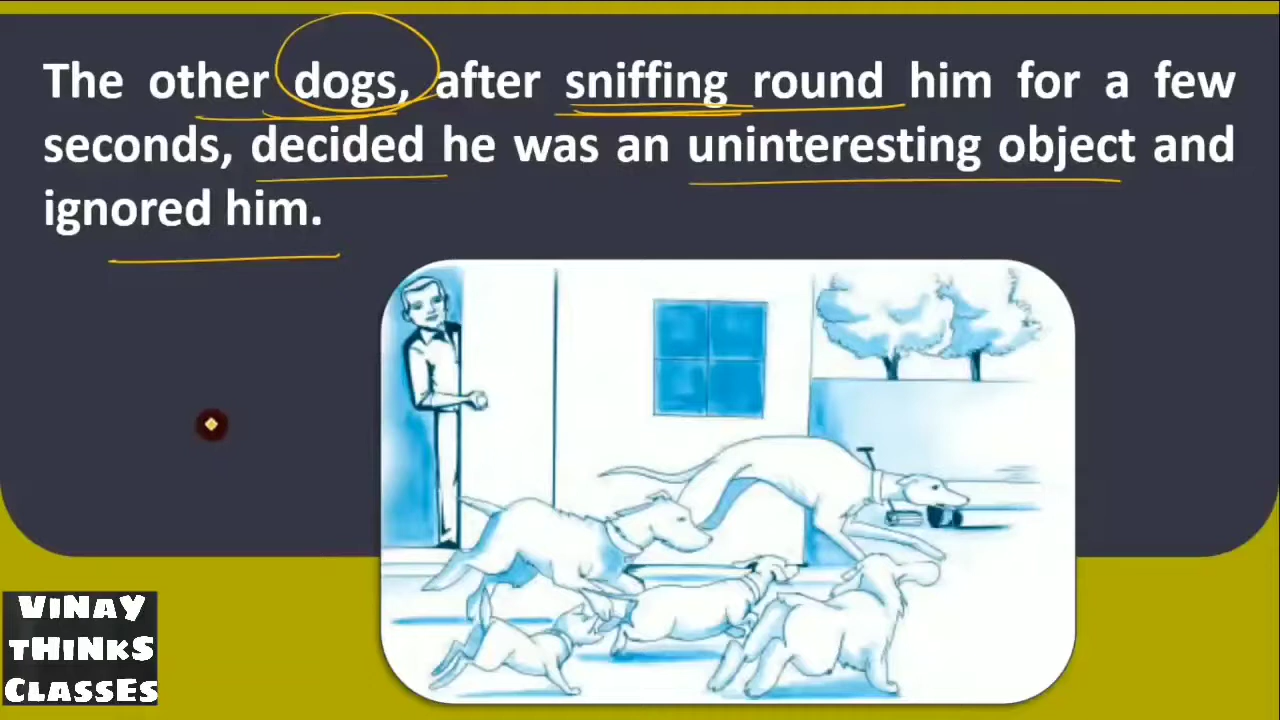 The other dogs, after sniffing round him for a few
seconds, decided he was an uninteresting object and
ignored him.
ViNAY
THiNKS
CLASSES